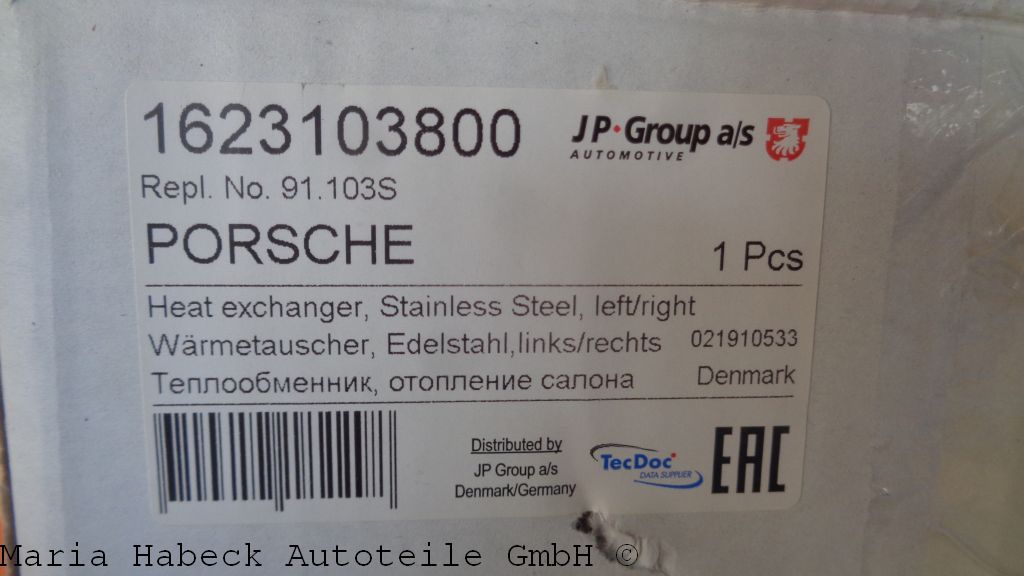 1623103800
JP Group a/s
AUTOMOTIVE
Repl. No. 91.103S
PORSCHE
1 Pcs
Heat exchanger, Stainless Steel, left/right
Wärmetauscher, Edelstahl,links/rechts 021910533
Теплообменник, отопление салона Denmark
Distributed by
JP Group a/s
Denmark/Germany
TecDoc
DATA SUPPLIER
EAC
Maria Habeck Autoteile GmbH ©